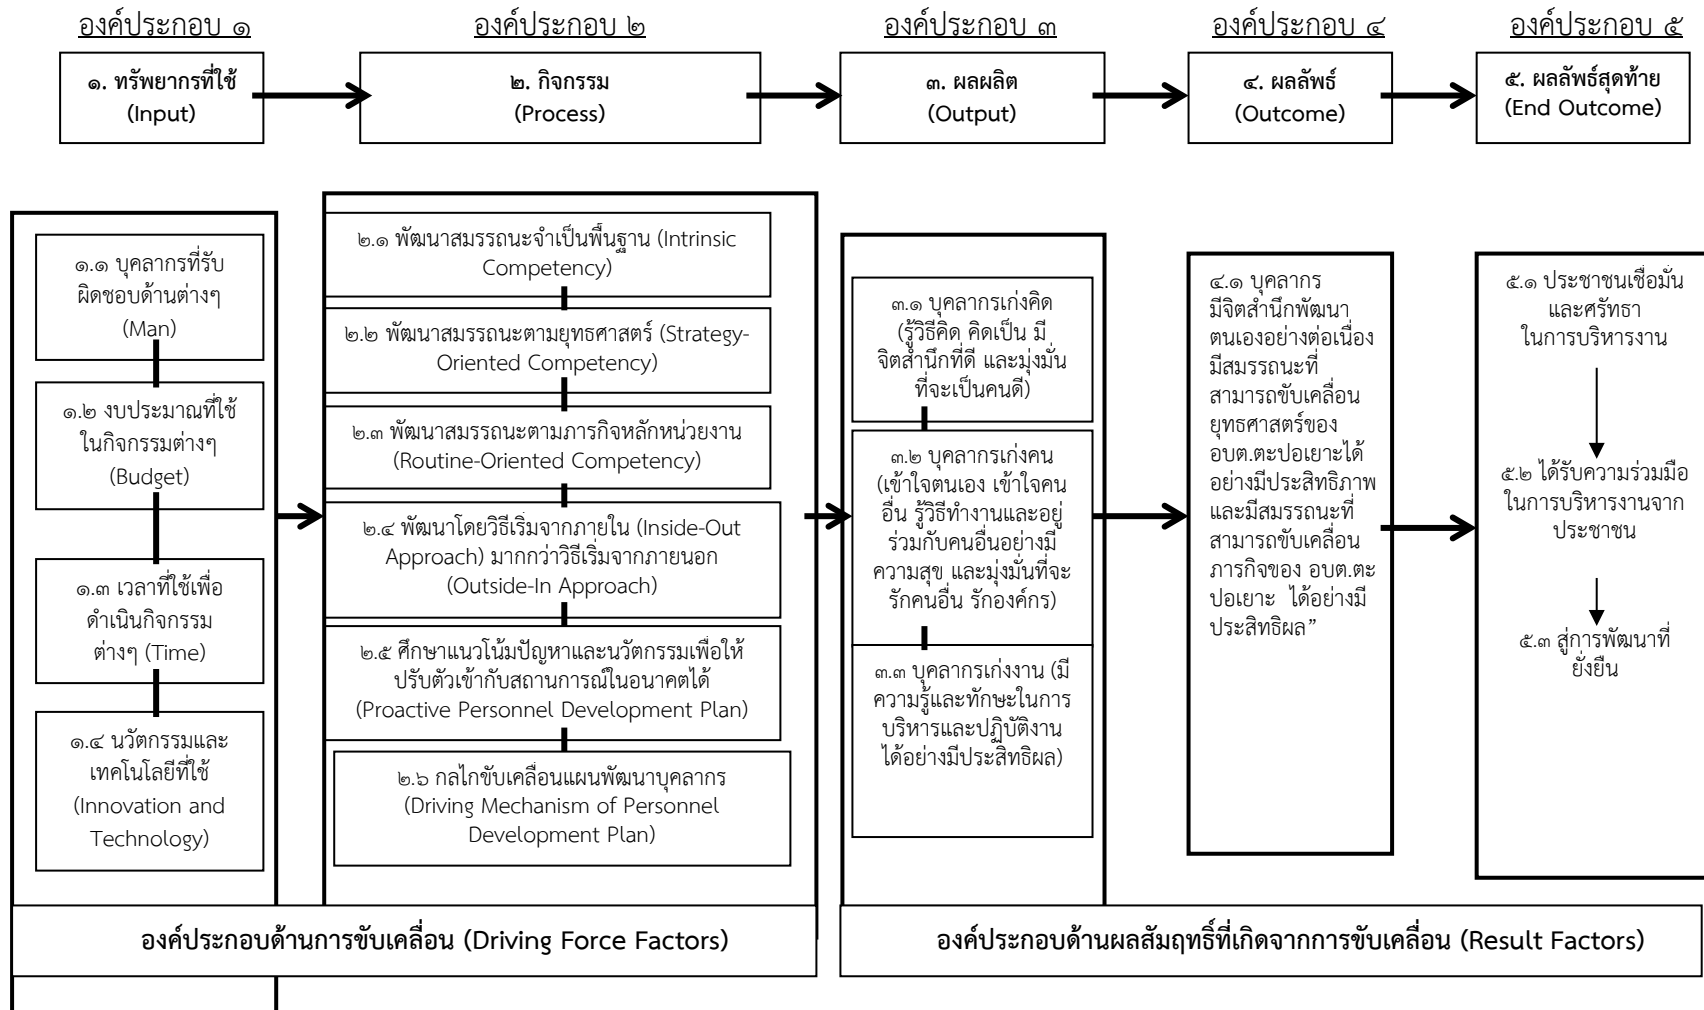 องค์ประกอบ ๑
องค์ประกอบ ๒
องค์ประกอบ ๓
องค์ประกอบ ๔
องค์ประกอบ ๕
๑. ทรัพยากรที่ใช้
(Input)
๒. กิจกรรม
(Process)
๓. ผลผลิต
(Output)
๔. ผลลัพธ์
(Outcome)
๕. ผลลัพธ์สุดท้าย
(End Outcome)
๑.๑ บุคลากรที่รับ
ผิดชอบด้านต่างๆ
(Man)
๑.๒ งบประมาณที่ใช้
ในกิจกรรมต่างๆ
(Budget)
๑.๓ เวลาที่ใช้เพื่อ
ดำเนินกิจกรรม
ต่างๆ (Time)
๑.๔ นวัตกรรมและ
เทคโนโลยีที่ใช้
(Innovation and
Technology)
๒.๑ พัฒนาสมรรถนะจำเป็นพื้นฐาน (Intrinsic
Competency)
๒.๒ พัฒนาสมรรถนะตามยุทธศาสตร์ (Strategy-
Oriented Competency)
๒.๓ พัฒนาสมรรถนะตามภารกิจหลักหน่วยงาน
(Routine-Oriented Competency)
๒.๔ พัฒนาโดยวิธีเริ่มจากภายใน (Inside-Out
Approach) มากกว่าวิธีเริ่มจากภายนอก
(Outside-In Approach)
๒.๕ ศึกษาแนวโน้มปัญหาและนวัตกรรมเพื่อให้
ปรับตัวเข้ากับสถานการณ์ในอนาคตได้
(Proactive Personnel Development Plan)
๒.๖ กลไกขับเคลื่อนแผนพัฒนาบุคลากร
(Driving Mechanism of Personnel
Development Plan)
๓.๑ บุคลากรเก่งคิด
(รู้วิธีคิด คิดเป็น มี
จิตสำนึกที่ดี และมุ่งมั่น
ที่จะเป็นคนดี)
๓.๒ บุคลากรเก่งคน
(เข้าใจตนเอง เข้าใจคน
อื่น รู้วิธีทำงานและอยู่
ร่วมกับคนอื่นอย่างมี
ความสุข และมุ่งมั่นที่จะ
รักคนอื่น รักองค์กร)
๓.๓ บุคลากรเก่งงาน (มี
ความรู้และทักษะในการ
บริหารและปฏิบัติงาน
ได้อย่างมีประสิทธิผล)
๔.๑ บุคลากร
มีจิตสำนึกพัฒนา
ตนเองอย่างต่อเนื่อง
มีสมรรถนะที่
สามารถขับเคลื่อน
ยุทธศาสตร์ของ
อบต.ตะปอเยาะได้
อย่างมีประสิทธิภาพ
และมีสมรรถนะที่
สามารถขับเคลื่อน
ภารกิจของ อบต.ตะ
ปอเยาะ ได้อย่างมี
ประสิทธิผล”
๕.๑ ประชาชนเชื่อมั่น
และศรัทธา
ในการบริหารงาน
๕.๒ ได้รับความร่วมมือ
ในการบริหารงานจาก
ประชาชน
๕.๓ สู่การพัฒนาที่
ยั่งยืน
องค์ประกอบด้านการขับเคลื่อน (Driving Force Factors)
องค์ประกอบด้านผลสัมฤทธิ์ที่เกิดจากการขับเคลื่อน (Result Factors)